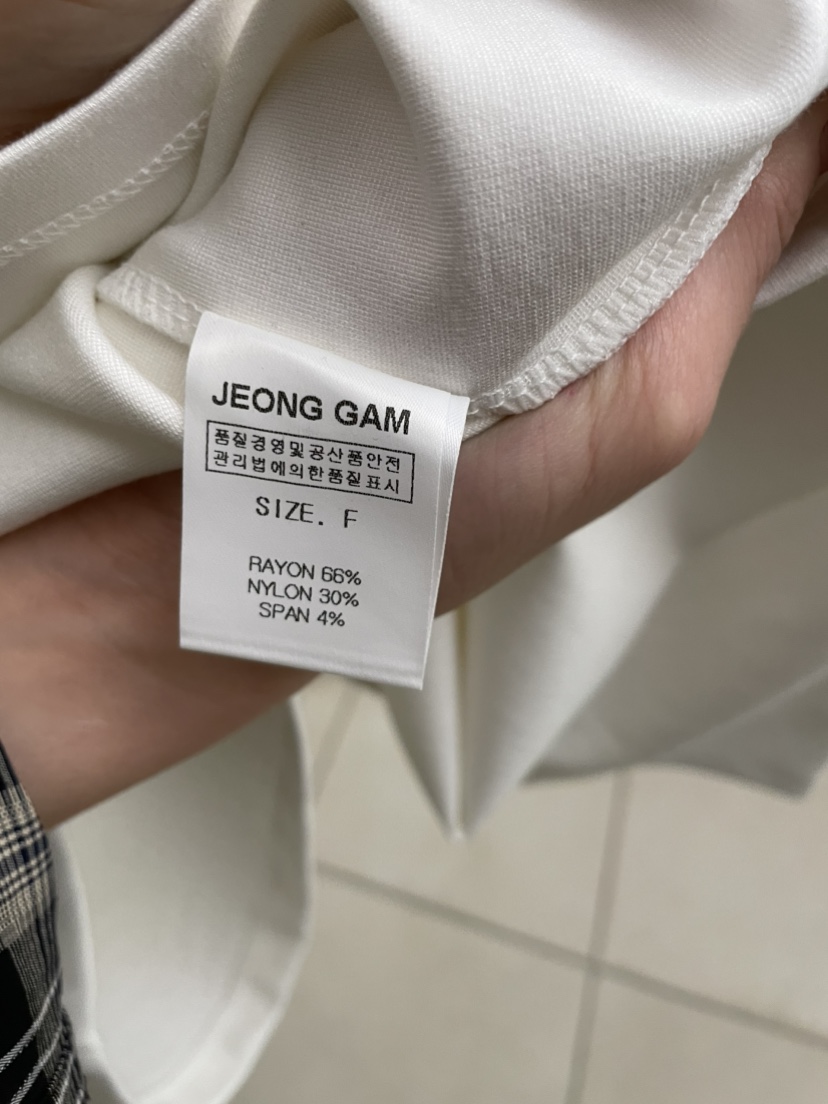 JEONG GAM
품질경영및공산품안전
관리법에의한품질표시
SIZE. F
RAYON 66%
NYLON 30%
SPAN 4%